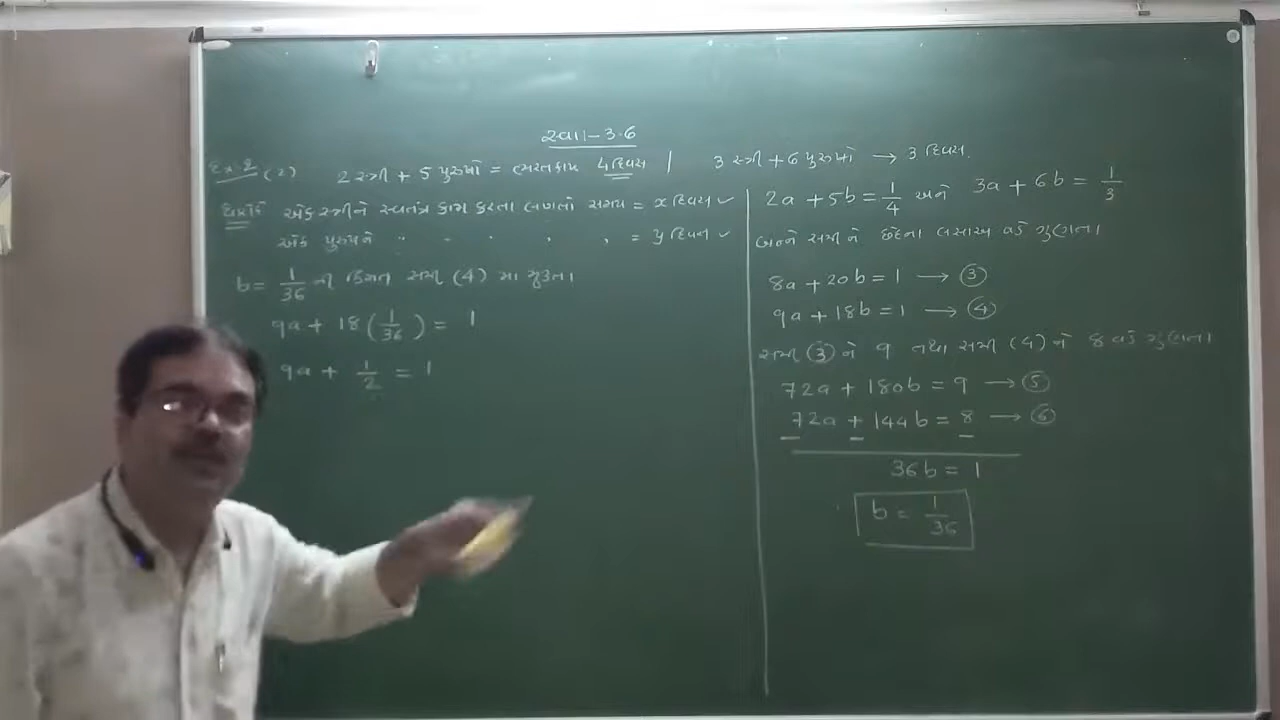 સ્વા।-3.6
(2) 2 સ્ત્રી + 5 પુરુષો = ભરતકામ 4 દિવસ | 3 સ્ત્રી + 6 પુરુષો → 3 દિવસ.
ધારોકે એક સ્ત્રીને સ્વતંત્ર કામ કરતા લાગતો સમય = x દિવસ ✓
એક પુરુષને " " " " , = y દિવસ ✓
b = 1/36 ની કિંમત સમી (4) મા મૂકતા
9a + 18(1/36) = 1
9a + 1/2 = 1
2a + 5b = 1/4 અને 3a + 6b = 1/3
બન્ને સમી ને છેદના લસાઅ વડે ગુણતા
8a + 20b = 1 → ③
9a + 18b = 1 → ④
સમી ③ ને 9 તથા સમી (4) ને 8 વડે ગુણતા
72a + 180b = 9 → ⑤
72a + 144b = 8 → ⑥
36b = 1
b = 1/36